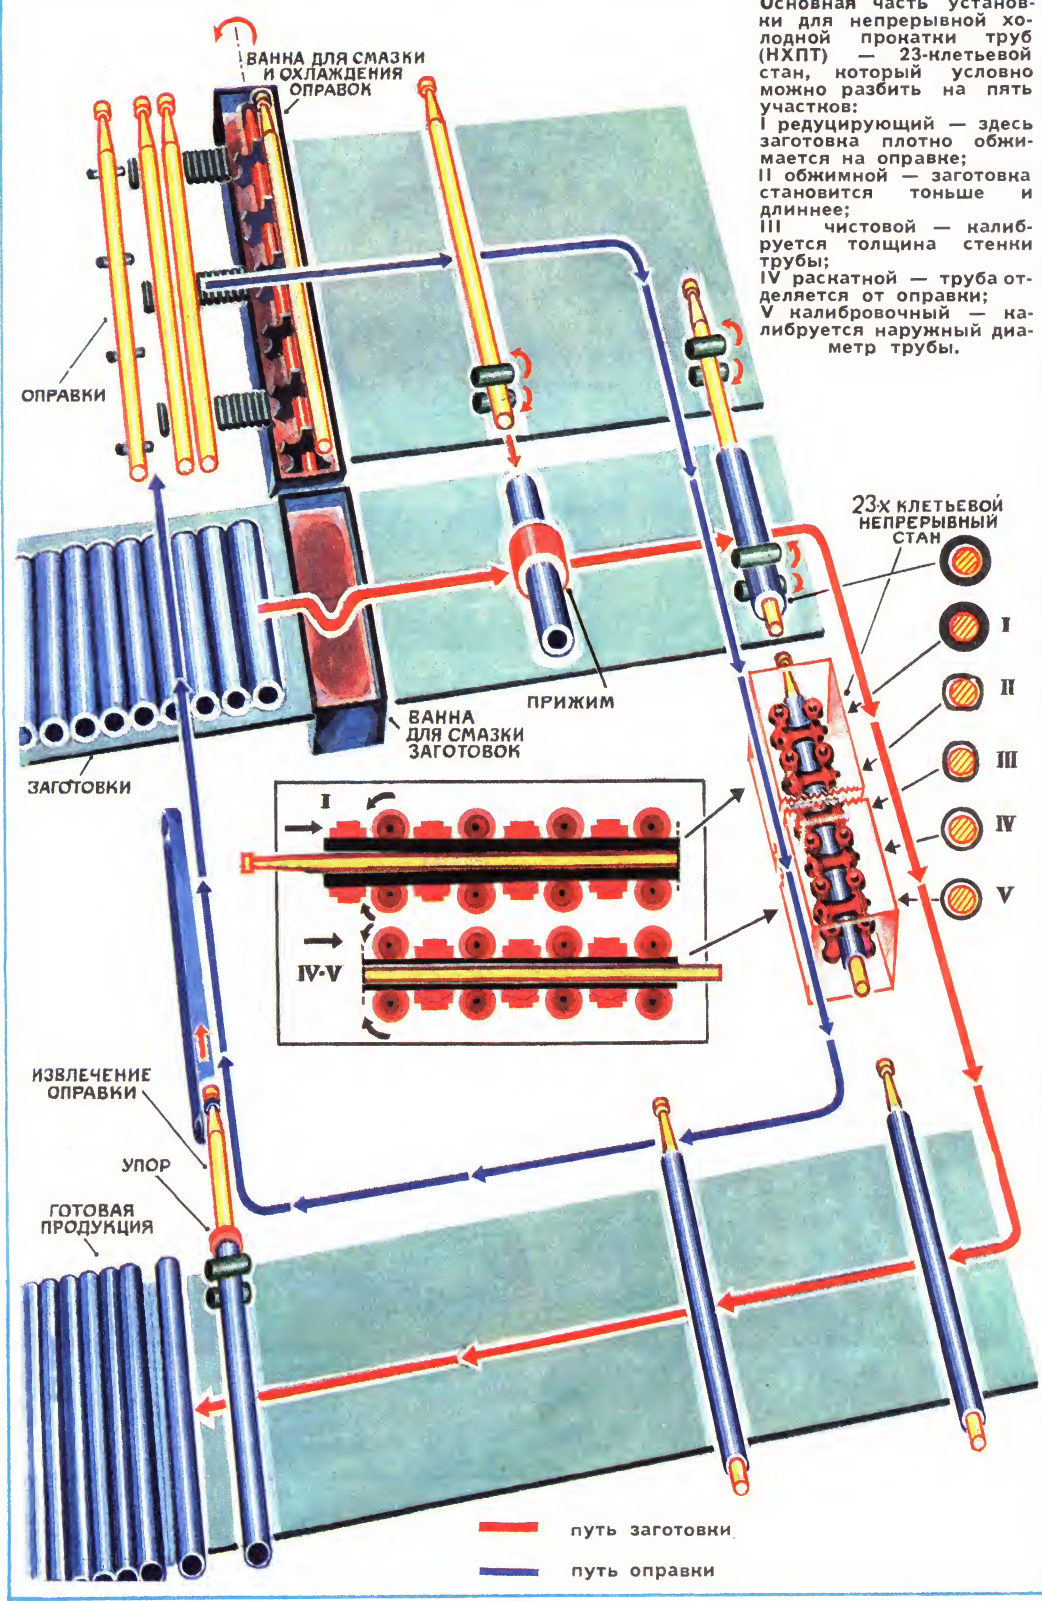 Основная часть установ-
ки для непрерывной хо-
лодной прокатки труб
(НХПТ) — 23-клетьевой
стан, который условно
можно разбить на пять
участков:
I редуцирующий — здесь
заготовка плотно обжи-
мается на оправке;
II обжимной — заготовка
становится тоньше и
длиннее;
III чистовой — калиб-
руется толщина стенки
трубы;
IV раскатной — труба от-
деляется от оправки;
V калибровочный — ка-
либруется наружный диа-
метр трубы.
ВАННА ДЛЯ СМАЗКИ
И ОХЛАЖДЕНИЯ
ОПРАВОК
ОПРАВКИ
23-Х КЛЕТЬЕВОЙ
НЕПРЕРЫВНЫЙ
СТАН
I
II
III
IV
V
ПРИЖИМ
ВАННА
ДЛЯ СМАЗКИ
ЗАГОТОВОК
ЗАГОТОВКИ
I
IV-V
ИЗВЛЕЧЕНИЕ
ОПРАВКИ
УПОР
ГОТОВАЯ
ПРОДУКЦИЯ
путь заготовки
путь оправки